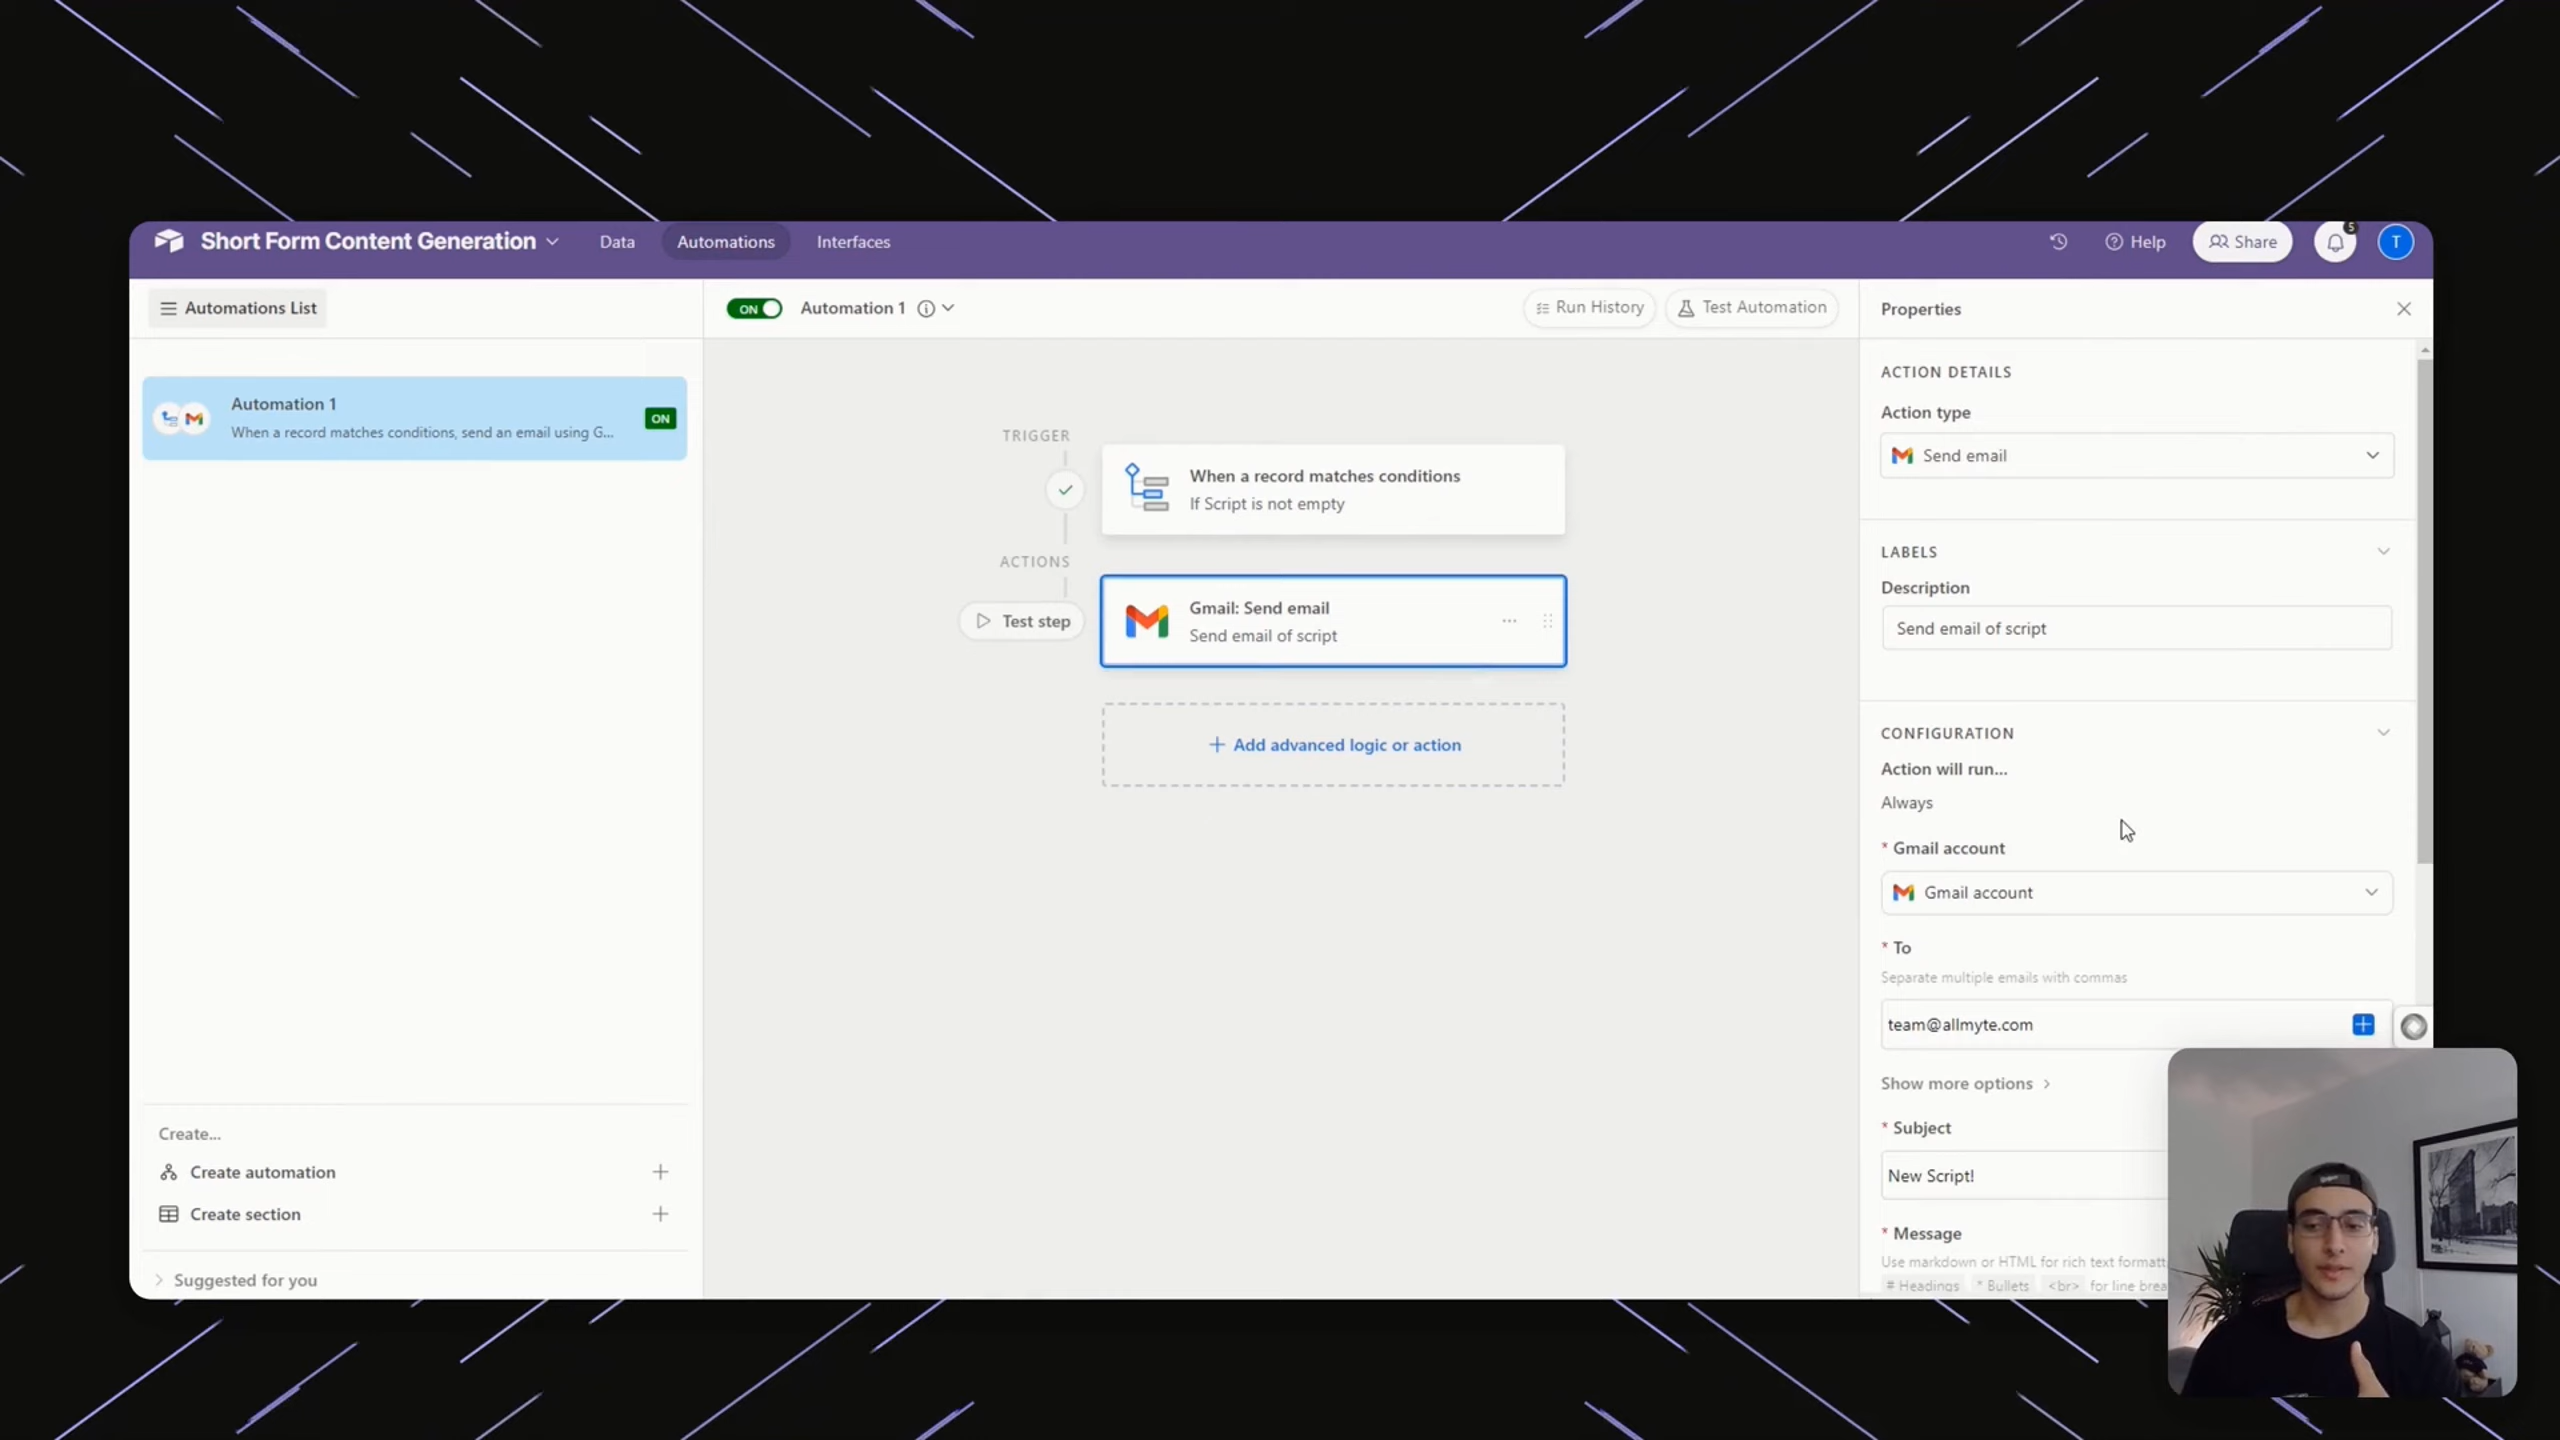 Short Form Content Generation
Data
Automations
Interfaces
Help
Share
5
T
Automations List
ON
Automation 1
Run History
Test Automation
Properties
Automation 1
When a record matches conditions, send an email using G...
ON
TRIGGER
When a record matches conditions
If Script is not empty
ACTIONS
Test step
Gmail: Send email
Send email of script
+ Add advanced logic or action
ACTION DETAILS
Action type
Send email
LABELS
Description
Send email of script
CONFIGURATION
Action will run...
Always
* Gmail account
Gmail account
* To
Separate multiple emails with commas
team@allmyte.com
Show more options
* Subject
New Script!
* Message
Use markdown or HTML for rich text formatt
# Headings * Bullets <br> for line brea
Create...
Create automation
Create section
Suggested for you